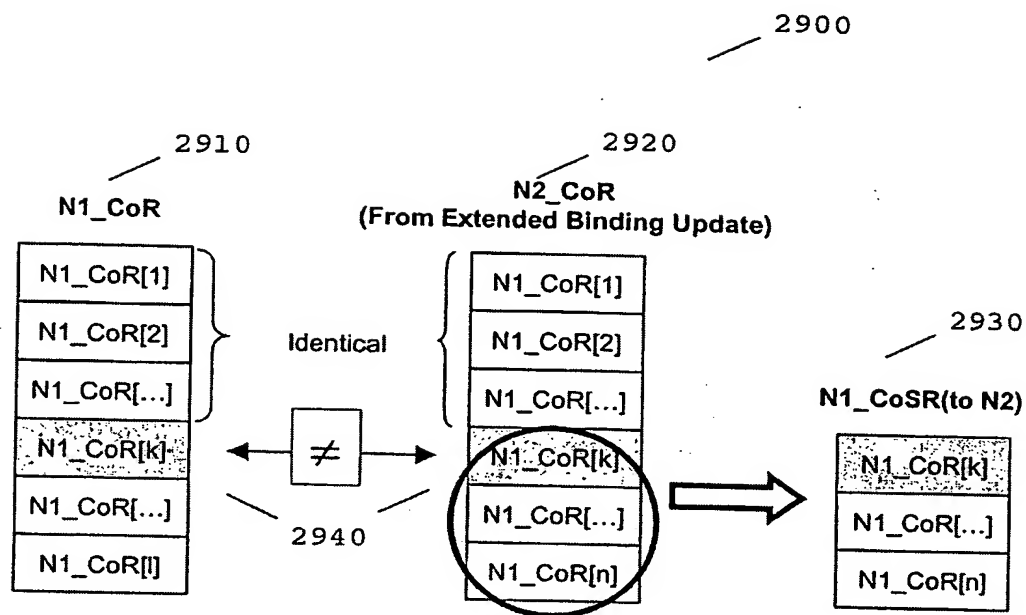 2900
2910
2920
N1_CoR
N2_CoR
(From Extended Binding Update)
N1_CoR[1]
N1_CoR[2]
N1_CoR[...]
N1_CoR[k]
N1_CoR[...]
N1_CoR[l]
Identical
≠
2940
N1_CoR[1]
N1_CoR[2]
N1_CoR[...]
N1_CoR[k]
N1_CoR[...]
N1_CoR[n]
2930
N1_CoSR(to N2)
N1_CoR[k]
N1_CoR[...]
N1_CoR[n]